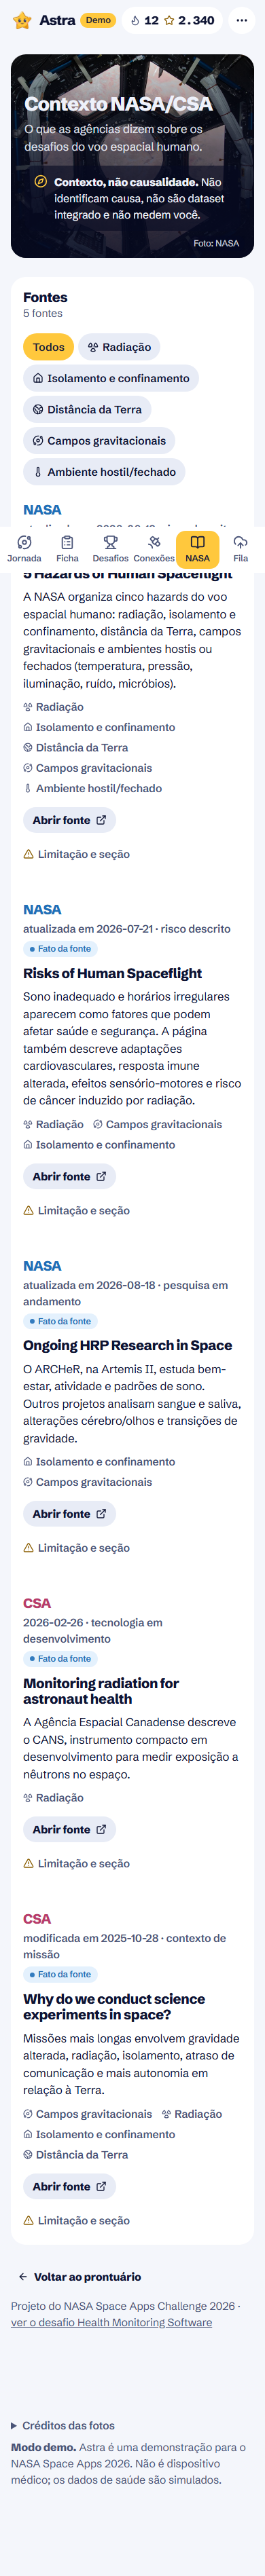 Astra Demo 12 2.340
Contexto NASA/CSA
O que as agências dizem sobre os
desafios do voo espacial humano.
Contexto, não causalidade. Não
identificam causa, não são dataset
integrado e não medem você.
Foto: NASA
Fontes
5 fontes
Todos Radiação
Isolamento e confinamento
Distância da Terra
Campos gravitacionais
Ambiente hostil/fechado
NASA
Jornada Ficha Desafios Conexões NASA Fila
5 Hazards of Human Spaceflight
A NASA organiza cinco hazards do voo
espacial humano: radiação, isolamento e
confinamento, distância da Terra, campos
gravitacionais e ambientes hostis ou
fechados (temperatura, pressão,
iluminação, ruído, micróbios).
Radiação
Isolamento e confinamento
Distância da Terra
Campos gravitacionais
Ambiente hostil/fechado
Abrir fonte
Limitação e seção
NASA
atualizada em 2026-07-21 · risco descrito
Fato da fonte
Risks of Human Spaceflight
Sono inadequado e horários irregulares
aparecem como fatores que podem
afetar saúde e segurança. A página
também descreve adaptações
cardiovasculares, resposta imune
alterada, efeitos sensório-motores e risco
de câncer induzido por radiação.
Radiação Campos gravitacionais
Isolamento e confinamento
Abrir fonte
Limitação e seção
NASA
atualizada em 2026-08-18 · pesquisa em
andamento
Fato da fonte
Ongoing HRP Research in Space
O ARCHeR, na Artemis II, estuda bem-
estar, atividade e padrões de sono.
Outros projetos analisam sangue e saliva,
alterações cérebro/olhos e transições de
gravidade.
Isolamento e confinamento
Campos gravitacionais
Abrir fonte
Limitação e seção
CSA
2026-02-26 · tecnologia em
desenvolvimento
Fato da fonte
Monitoring radiation for
astronaut health
A Agência Espacial Canadense descreve
o CANS, instrumento compacto em
desenvolvimento para medir exposição a
nêutrons no espaço.
Radiação
Abrir fonte
Limitação e seção
CSA
modificada em 2025-10-28 · contexto de
missão
Fato da fonte
Why do we conduct science
experiments in space?
Missões mais longas envolvem gravidade
alterada, radiação, isolamento, atraso de
comunicação e mais autonomia em
relação à Terra.
Campos gravitacionais Radiação
Isolamento e confinamento
Distância da Terra
Abrir fonte
Limitação e seção
Voltar ao prontuário
Projeto do NASA Space Apps Challenge 2026 ·
ver o desafio Health Monitoring Software
Créditos das fotos
Modo demo. Astra é uma demonstração para o
NASA Space Apps 2026. Não é dispositivo
médico; os dados de saúde são simulados.